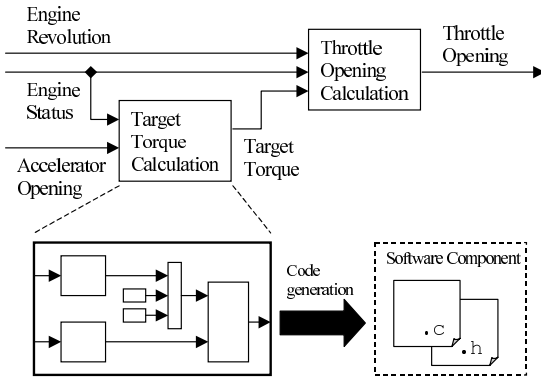 Engine
Revolution
Throttle
Opening
Calculation
Throttle
Opening
Engine
Status
Target
Torque
Calculation
Target
Torque
Accelerator
Opening
Code
generation
Software Component
.c
.h